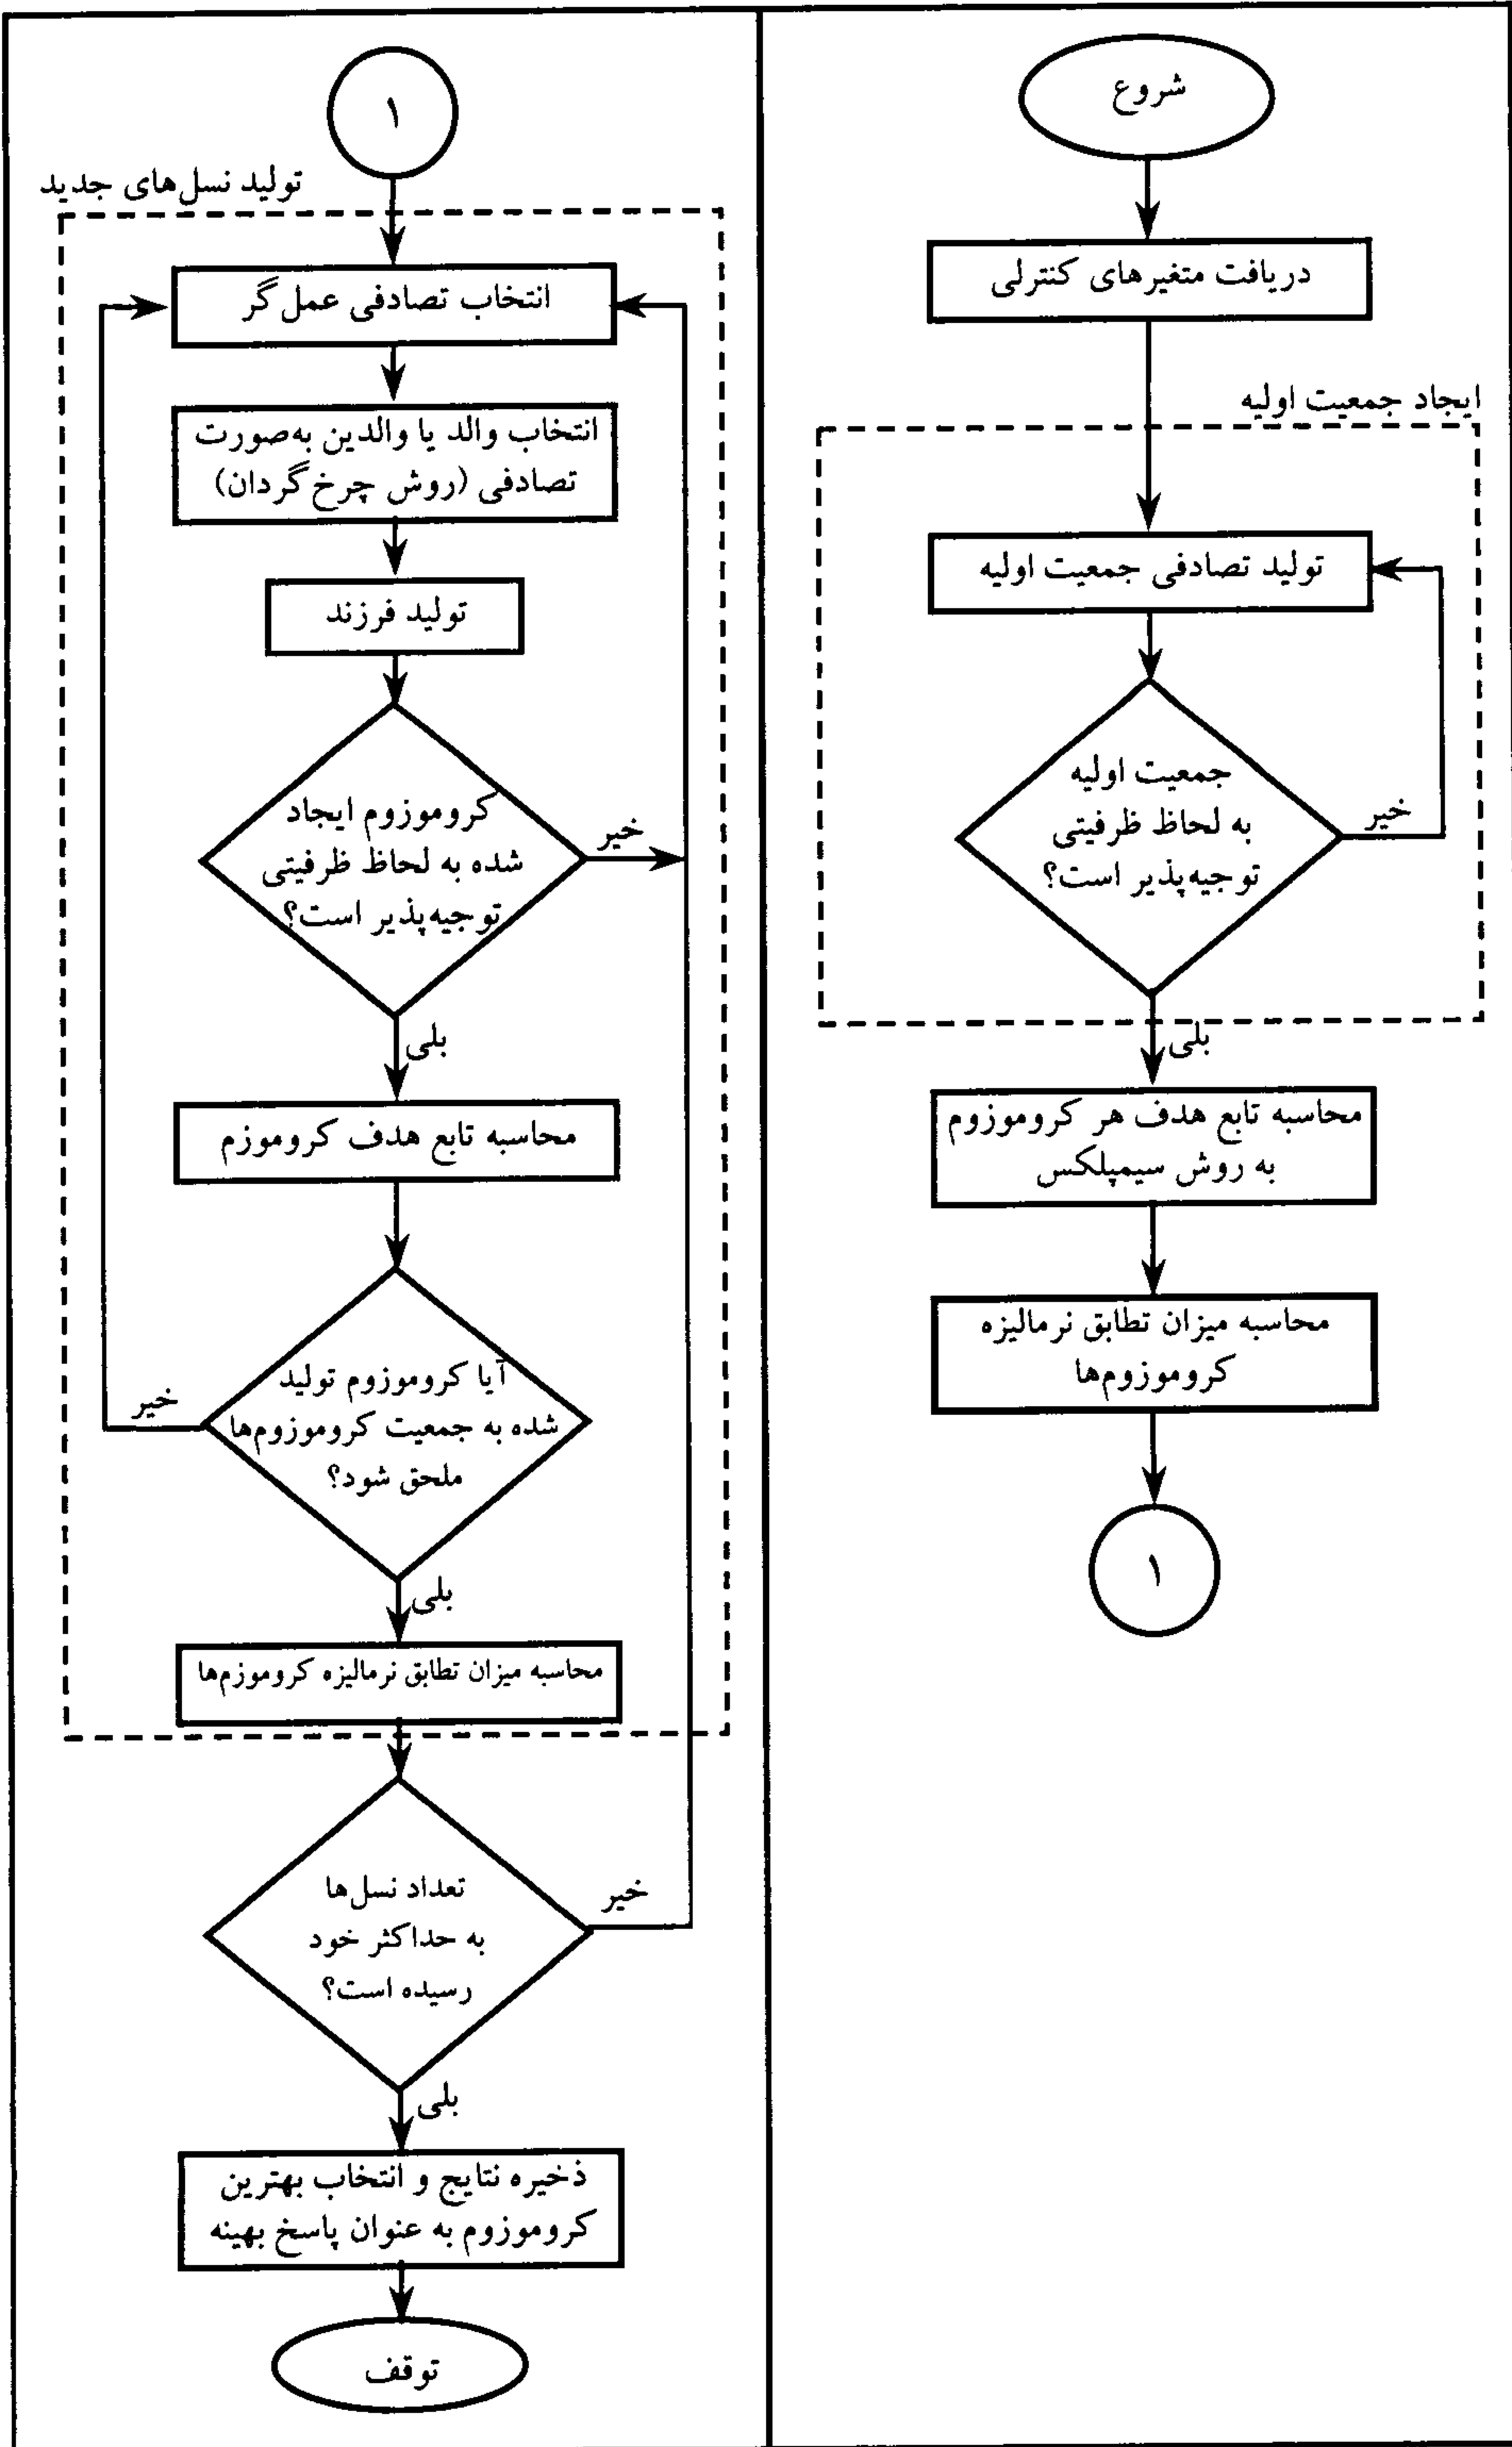 شروع
دریافت متغیرهای کنترلی
ایجاد جمعیت اولیه
تولید تصادفی جمعیت اولیه
جمعیت اولیه
به لحاظ ظرفیتی
توجیه‌پذیر است؟
خیر
بلی
محاسبه تابع هدف هر کروموزوم
به روش سیمپلکس
محاسبه میزان تطابق نرمالیزه
کروموزوم‌ها
۱
۱
تولید نسل‌های جدید
انتخاب تصادفی عمل‌گر
انتخاب والد یا والدین به‌صورت
تصادفی (روش چرخ‌گردان)
تولید فرزند
کروموزوم ایجاد
شده به لحاظ ظرفیتی
توجیه‌پذیر است؟
خیر
بلی
محاسبه تابع هدف کروموزم
آیا کروموزوم تولید
شده به جمعیت کروموزوم‌ها
ملحق شود؟
خیر
بلی
محاسبه میزان تطابق نرمالیزه کروموزم‌ها
تعداد نسل‌ها
به حداکثر خود
رسیده است؟
خیر
بلی
ذخیره نتایج و انتخاب بهترین
کروموزوم به عنوان پاسخ بهینه
توقف